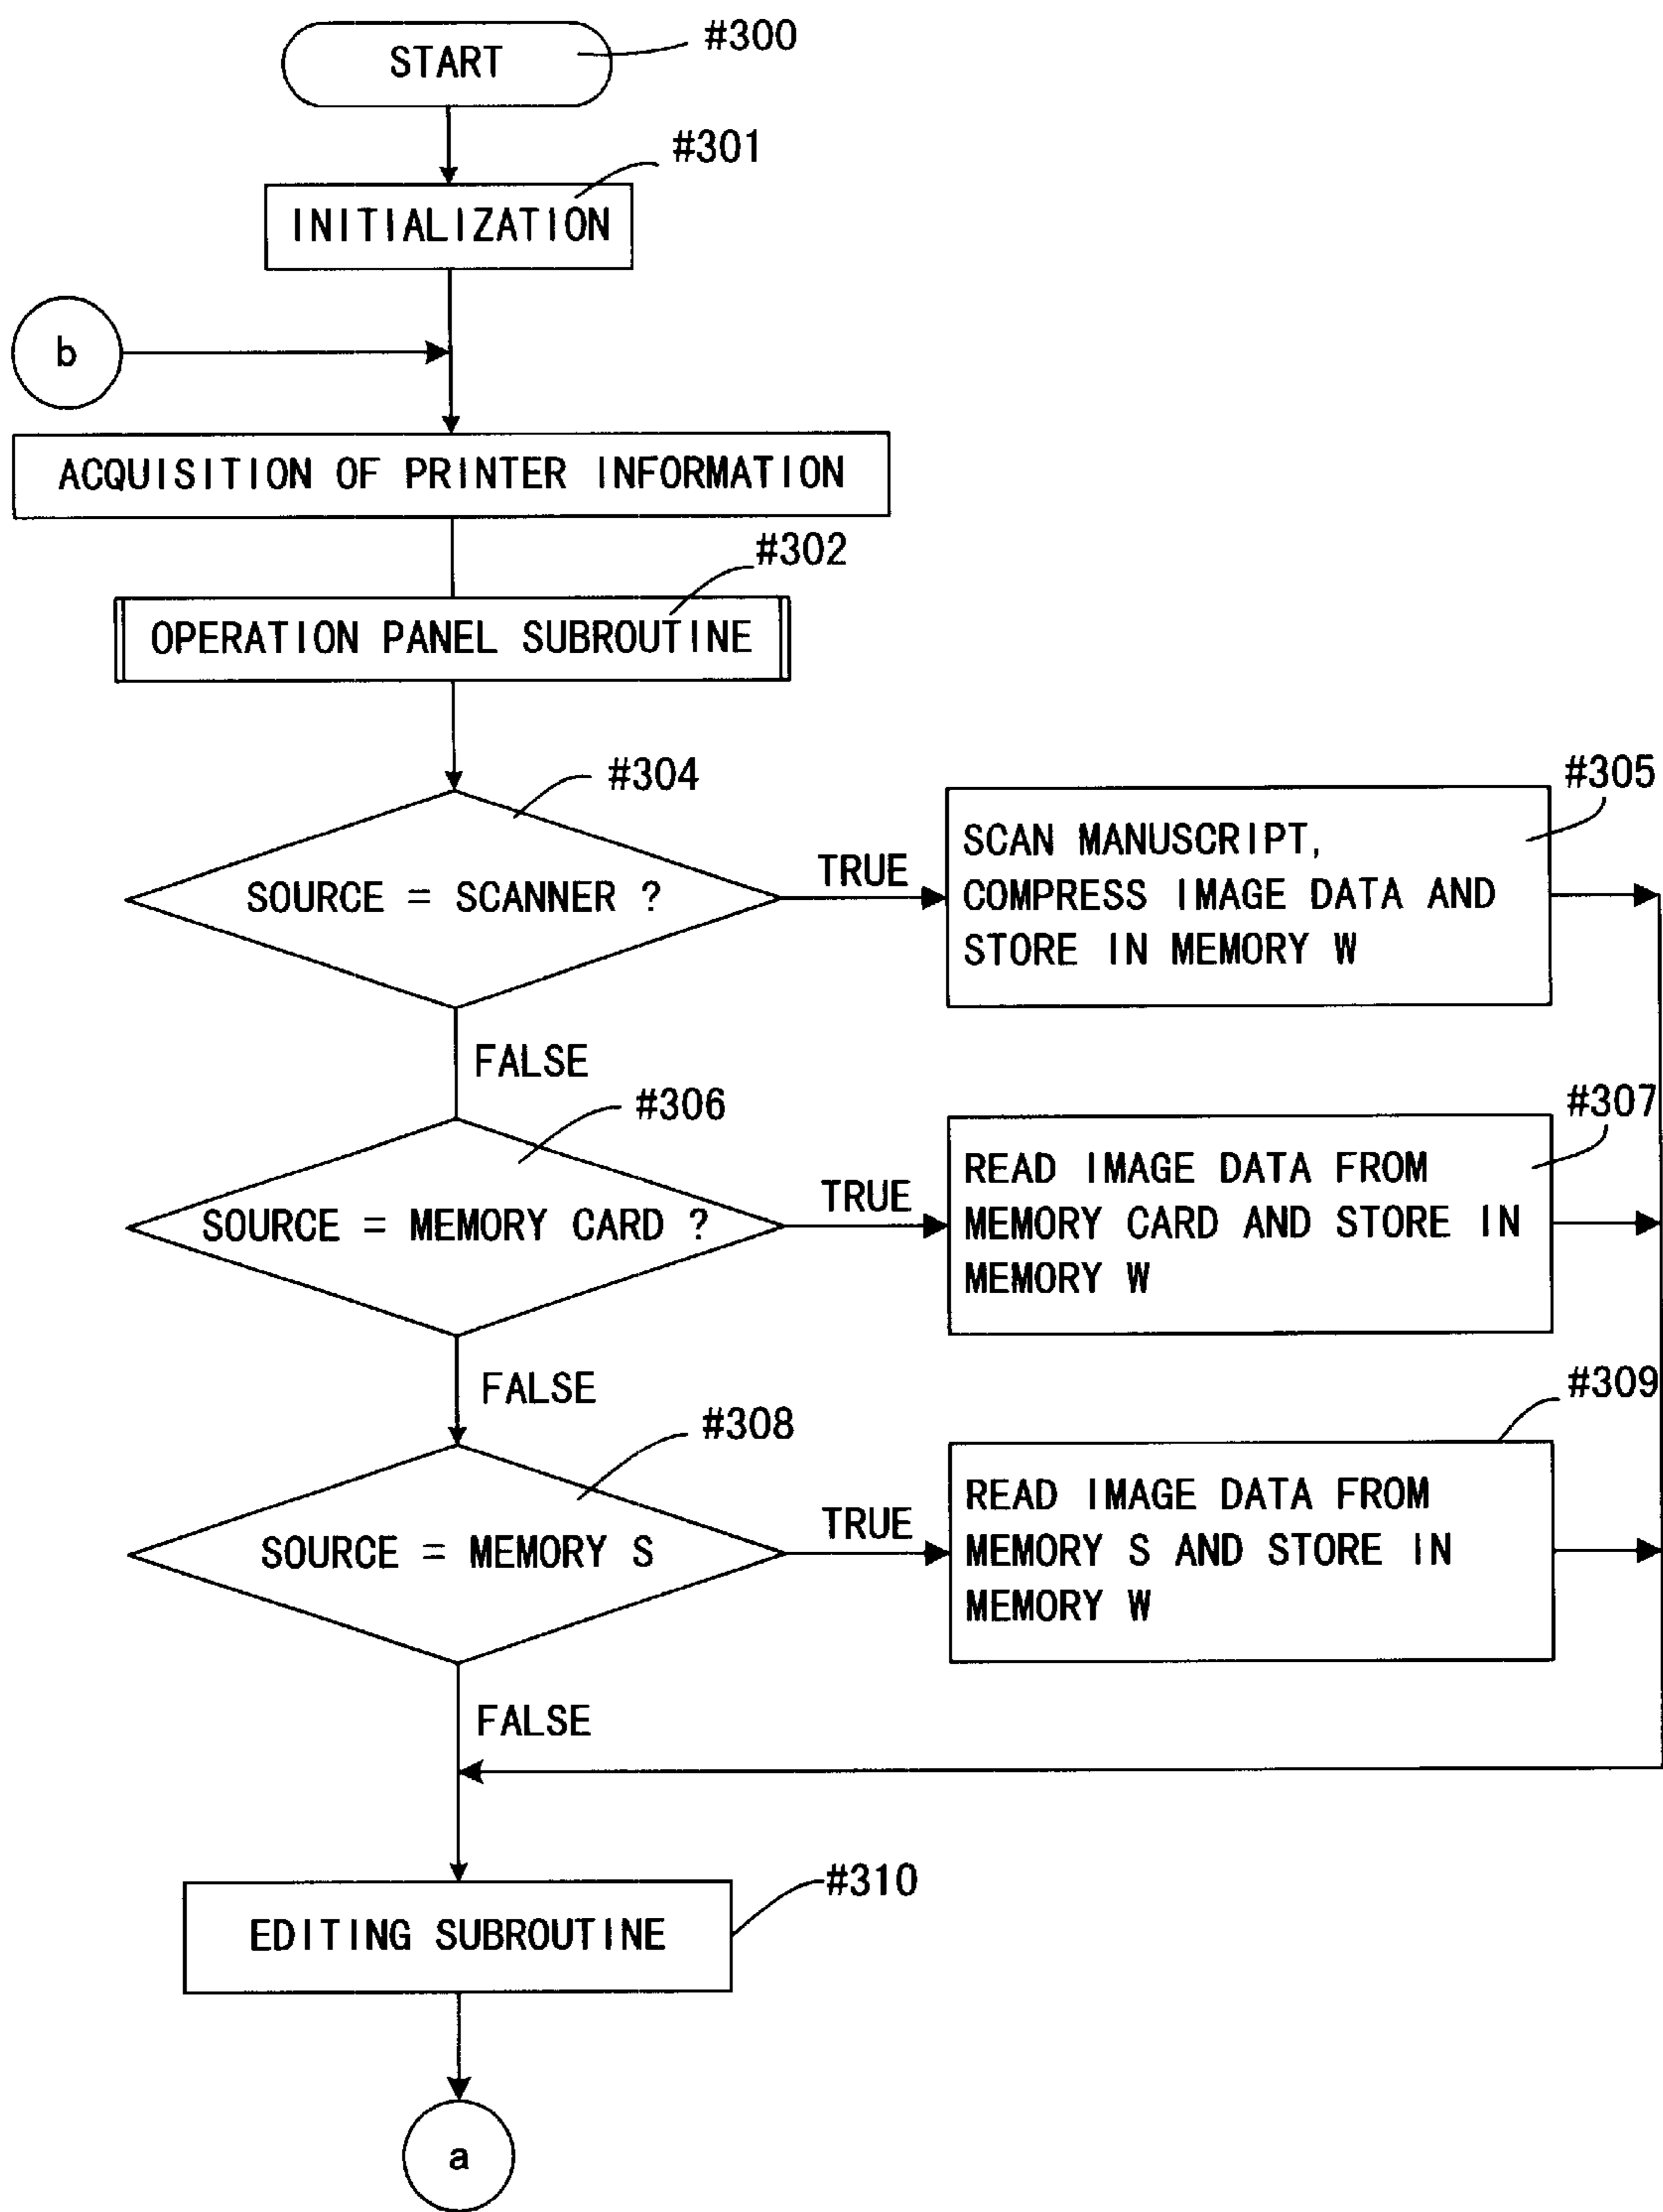 #300
START
#301
INITIALIZATION
b
ACQUISITION OF PRINTER INFORMATION
#302
OPERATION PANEL SUBROUTINE
#304
SOURCE = SCANNER ?
TRUE
#305
SCAN MANUSCRIPT,
COMPRESS IMAGE DATA AND
STORE IN MEMORY W
FALSE
#306
SOURCE = MEMORY CARD ?
TRUE
#307
READ IMAGE DATA FROM
MEMORY CARD AND STORE IN
MEMORY W
FALSE
#308
SOURCE = MEMORY S
TRUE
#309
READ IMAGE DATA FROM
MEMORY S AND STORE IN
MEMORY W
FALSE
#310
EDITING SUBROUTINE
a